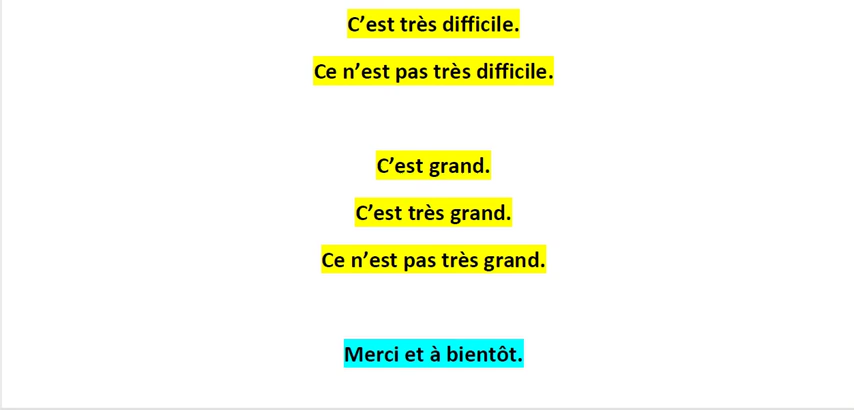 C’est très difficile.
Ce n’est pas très difficile.
C’est grand.
C’est très grand.
Ce n’est pas très grand.
Merci et à bientôt.